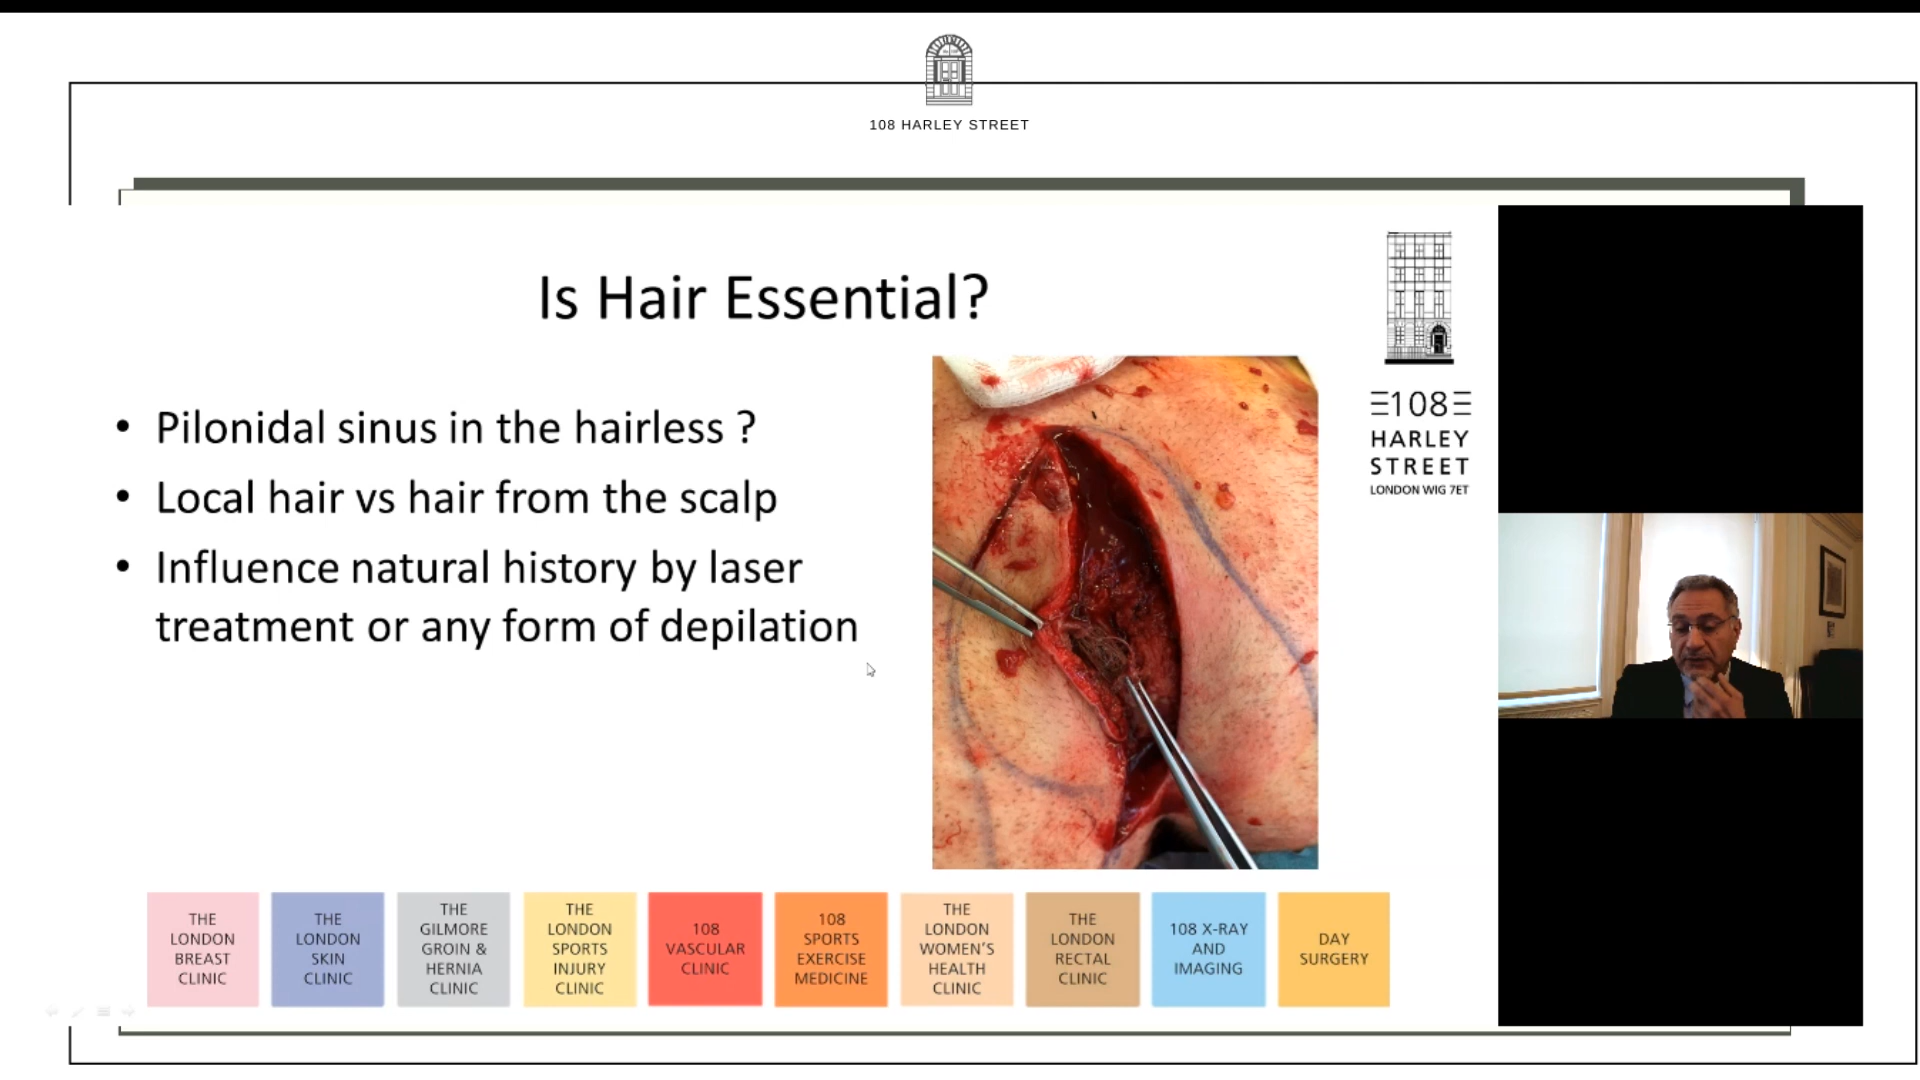 108 HARLEY STREET
Is Hair Essential?
• Pilonidal sinus in the hairless ?
• Local hair vs hair from the scalp
• Influence natural history by laser
treatment or any form of depilation
108
HARLEY
STREET
LONDON W1G 7ET
THE
LONDON
BREAST
CLINIC
THE
LONDON
SKIN
CLINIC
THE
GILMORE
GROIN &
HERNIA
CLINIC
THE
LONDON
SPORTS
INJURY
CLINIC
108
VASCULAR
CLINIC
108
SPORTS
EXERCISE
MEDICINE
THE
LONDON
WOMEN'S
HEALTH
CLINIC
THE
LONDON
RECTAL
CLINIC
108 X-RAY
AND
IMAGING
DAY
SURGERY